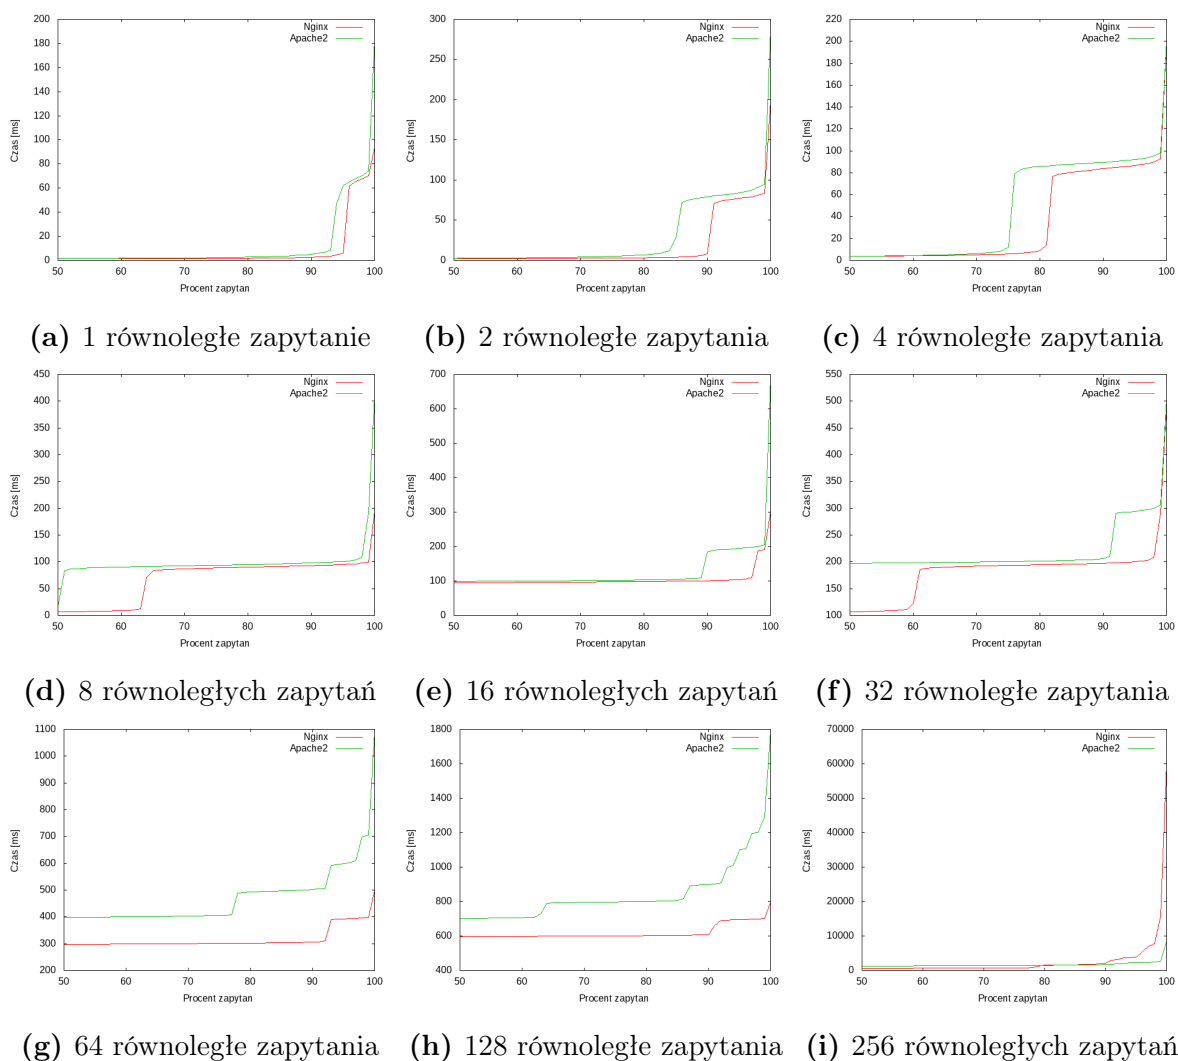 200
180
160
140
120
100
80
60
40
20
0
Czas [ms]
Nginx
Apache2
50 60 70 80 90 100
Procent zapytan
(a) 1 równoległe zapytanie
300
250
200
150
100
50
0
Czas [ms]
Nginx
Apache2
50 60 70 80 90 100
Procent zapytan
(b) 2 równoległe zapytania
220
200
180
160
140
120
100
80
60
40
20
0
Czas [ms]
Nginx
Apache2
50 60 70 80 90 100
Procent zapytan
(c) 4 równoległe zapytania
450
400
350
300
250
200
150
100
50
0
Czas [ms]
Nginx
Apache2
50 60 70 80 90 100
Procent zapytan
(d) 8 równoległych zapytań
700
600
500
400
300
200
100
0
Czas [ms]
Nginx
Apache2
50 60 70 80 90 100
Procent zapytan
(e) 16 równoległych zapytań
550
500
450
400
350
300
250
200
150
100
Czas [ms]
Nginx
Apache2
50 60 70 80 90 100
Procent zapytan
(f) 32 równoległe zapytania
1100
1000
900
800
700
600
500
400
300
200
Czas [ms]
Nginx
Apache2
50 60 70 80 90 100
Procent zapytan
(g) 64 równoległe zapytania
1800
1600
1400
1200
1000
800
600
400
Czas [ms]
Nginx
Apache2
50 60 70 80 90 100
Procent zapytan
(h) 128 równoległe zapytania
70000
60000
50000
40000
30000
20000
10000
0
Czas [ms]
Nginx
Apache2
50 60 70 80 90 100
Procent zapytan
(i) 256 równoległych zapytań